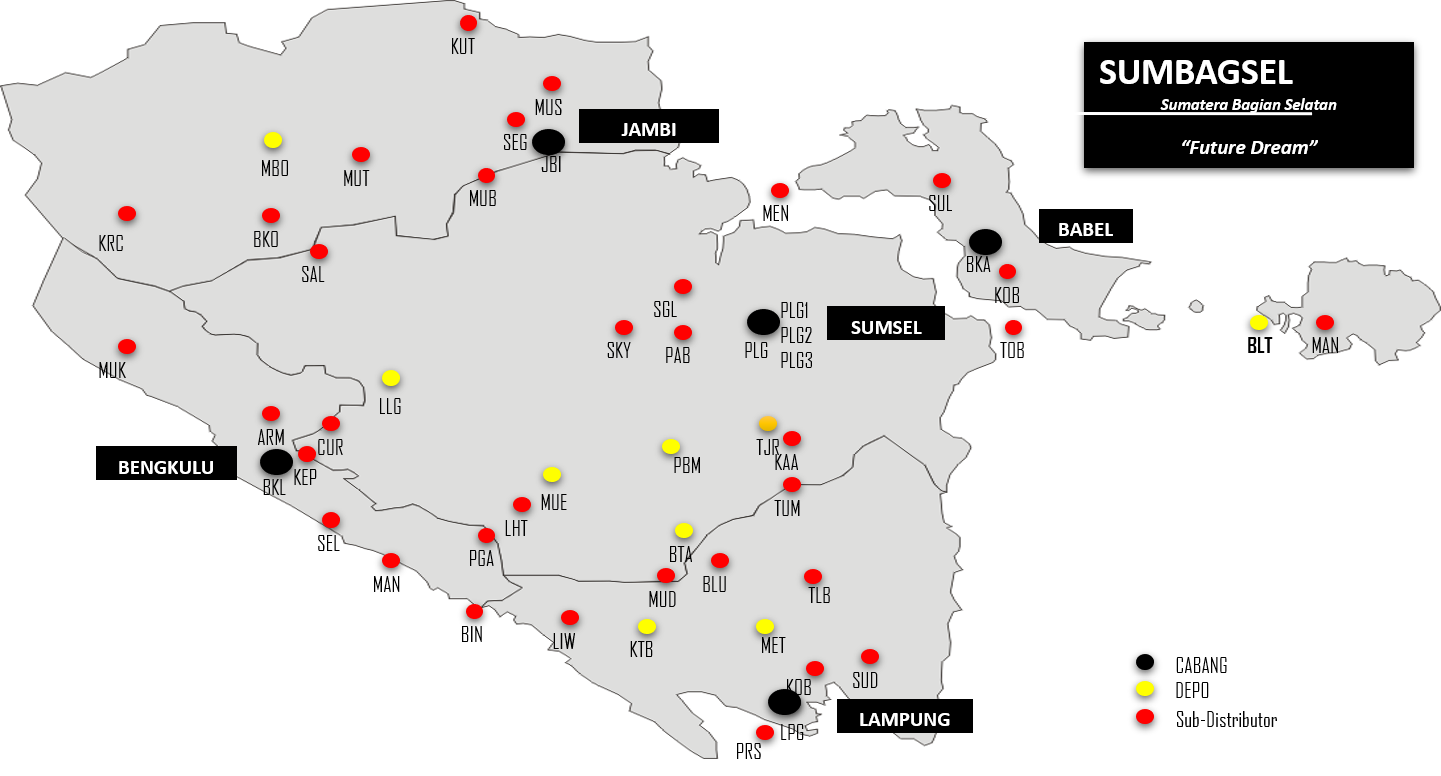 KUT
SUMBAGSEL
Sumatera Bagian Selatan
“Future Dream”
MUS
JAMBI
SEG
JBI
MBO
MUT
MUB
MEN
SUL
KRC
BKO
BABEL
SAL
BKA
KOB
SGL
PLG1
SUMSEL
PLG2
SKY
PAB
PLG
PLG3
TOB
BLT
MAN
MUK
LLG
ARM
CUR
TJR
KAA
BENGKULU
KEP
PBM
BKL
MUE
TUM
LHT
SEL
PGA
BTA
MAN
BLU
MUD
TLB
BIN
LIW
KTB
MET
CABANG
KOB
SUD
DEPO
LAMPUNG
Sub-Distributor
LPG
PRS